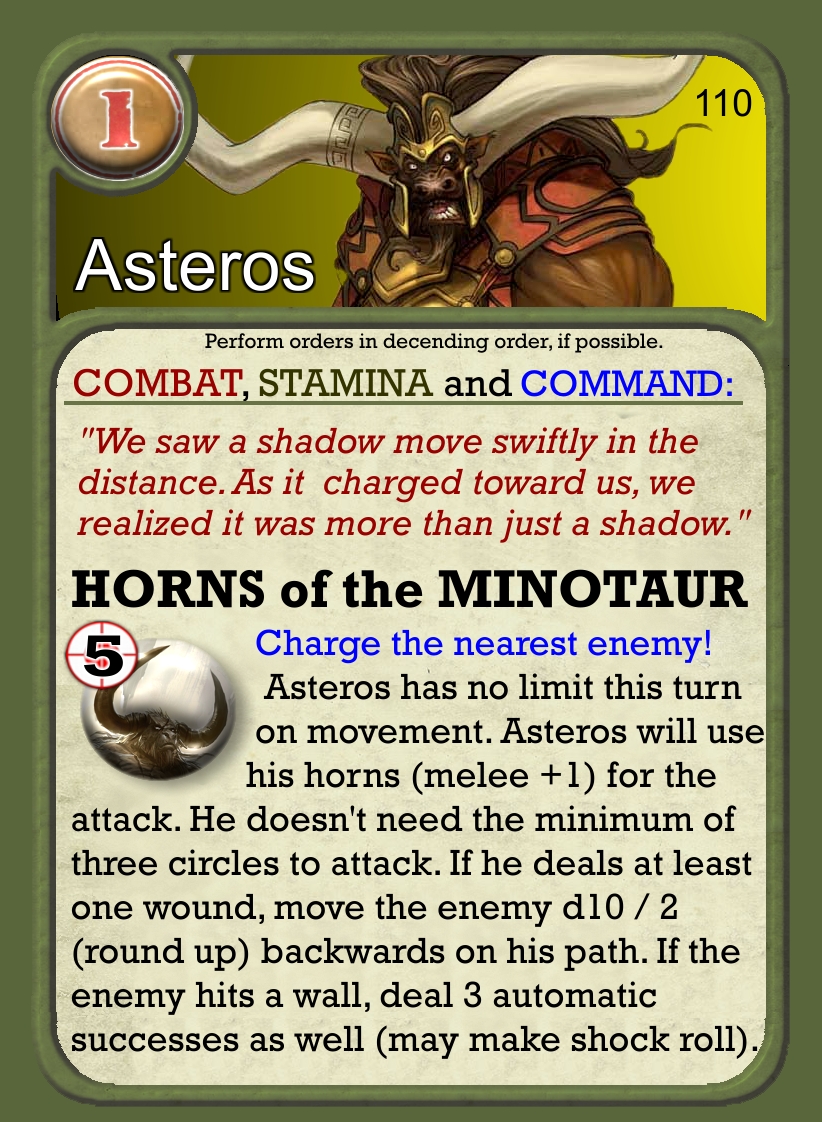 1
110
Asteros
Perform orders in decending order, if possible.
COMBAT, STAMINA and COMMAND:
"We saw a shadow move swiftly in the
distance. As it  charged toward us, we
realized it was more than just a shadow."
HORNS of the MINOTAUR
5
Charge the nearest enemy!
Asteros has no limit this turn
on movement. Asteros will use
his horns (melee +1) for the
attack. He doesn't need the minimum of
three circles to attack. If he deals at least
one wound, move the enemy d10 / 2
(round up) backwards on his path. If the
enemy hits a wall, deal 3 automatic
successes as well (may make shock roll).